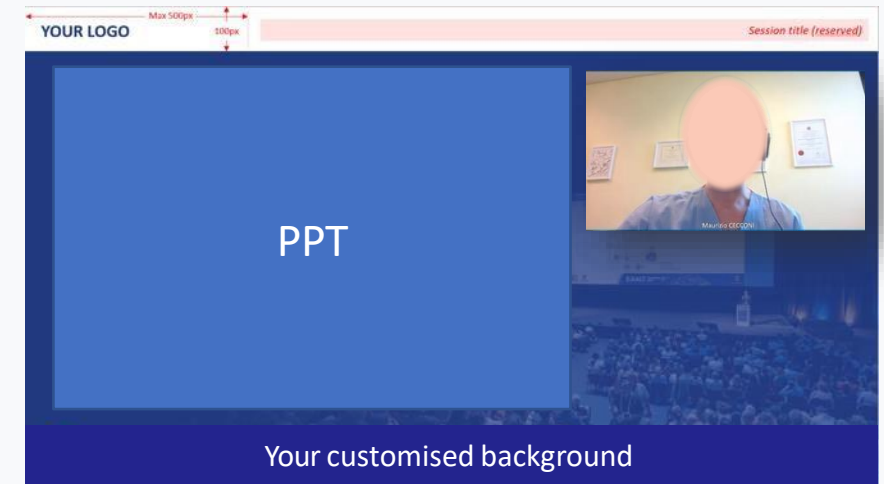 Max 500px
YOUR LOGO
100px
Session title (reserved)
PPT
Maurizio CECCONI
Your customised background